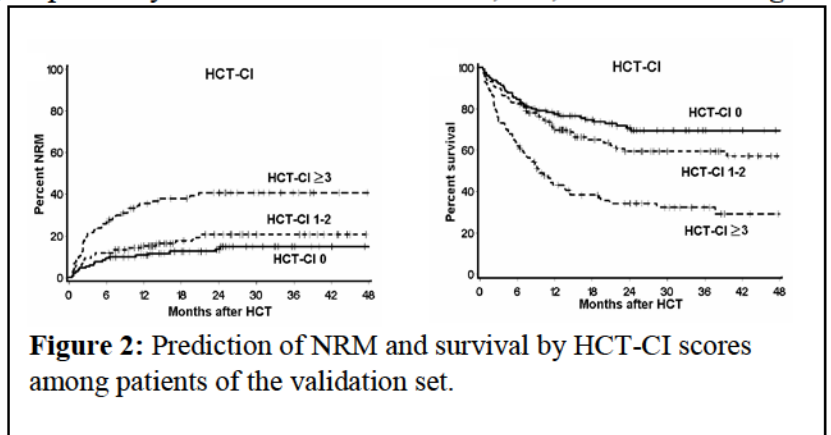 HCT-CI
100
80
60
40
20
0
Percent NRM
HCT-CI ≥3
HCT-CI 1-2
HCT-CI 0
0 6 12 18 24 30 36 42 48
Months after HCT
HCT-CI
100
80
60
40
20
0
Percent survival
HCT-CI 0
HCT-CI 1-2
HCT-CI ≥3
0 6 12 18 24 30 36 42 48
Months after HCT
Figure 2: Prediction of NRM and survival by HCT-CI scores
among patients of the validation set.